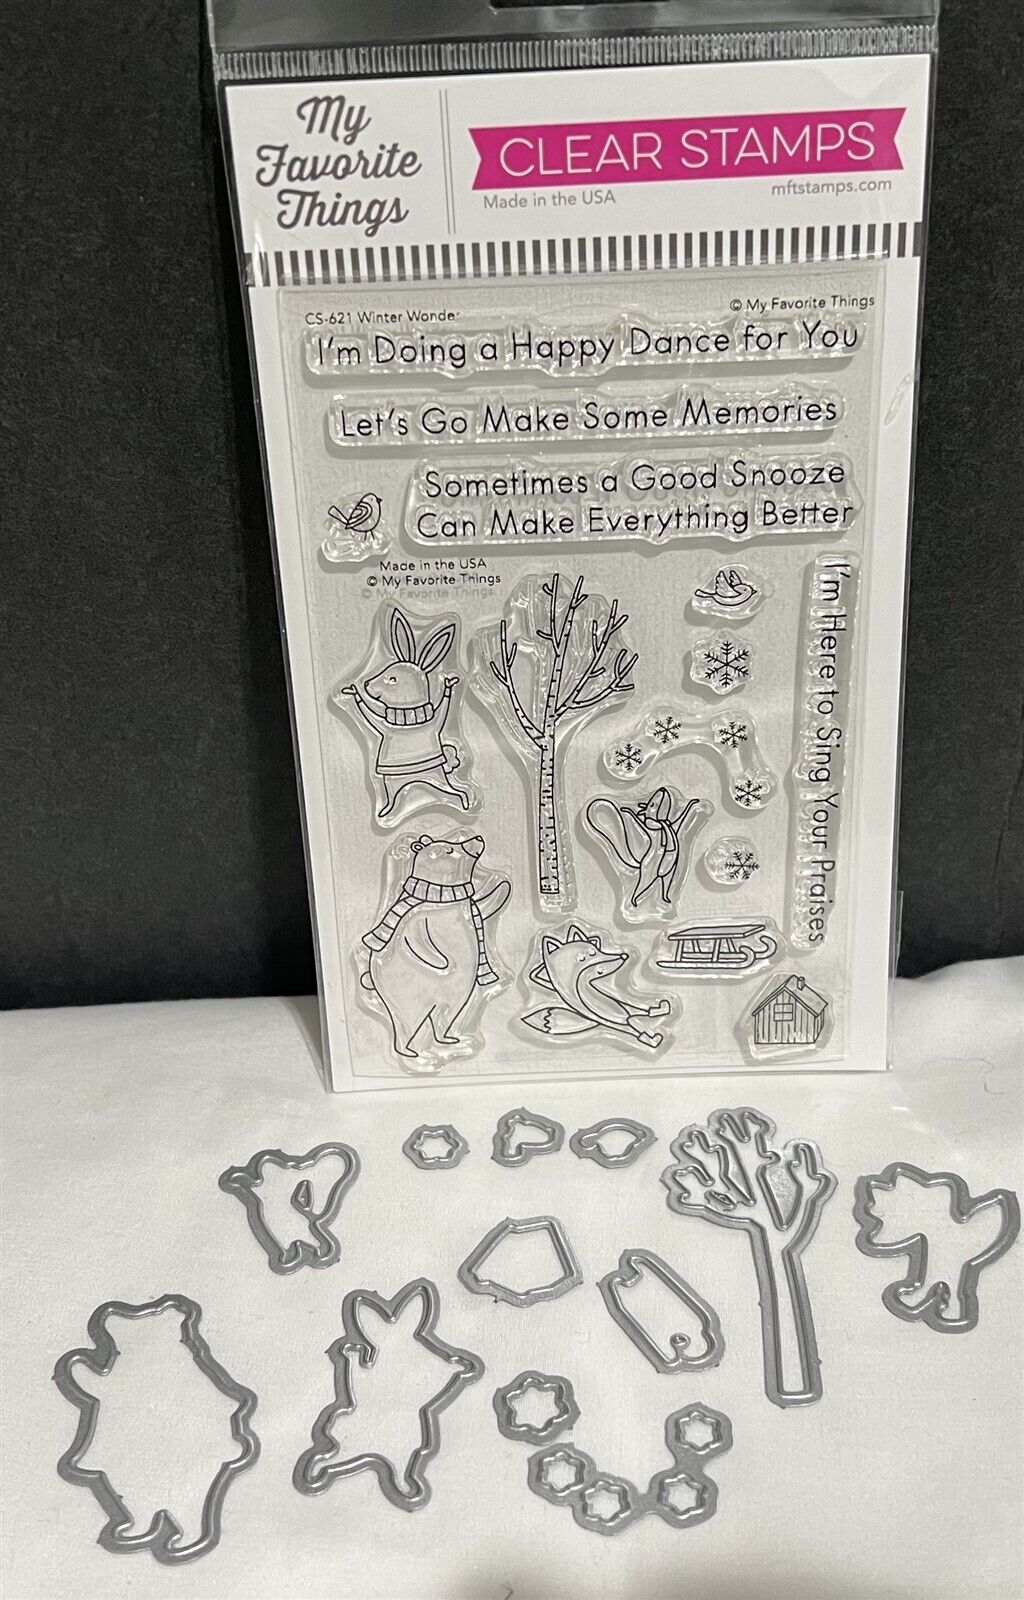 My
Favorite
Things
CLEAR STAMPS
Made in the USA
mftstamps.com
CS-621 Winter Wonder
© My Favorite Things
I'm Doing a Happy Dance for You
Let's Go Make Some Memories
Sometimes a Good Snooze
Can Make Everything Better
Made in the USA
© My Favorite Things
© My Favorite Things
I'm Here to Sing Your Praises